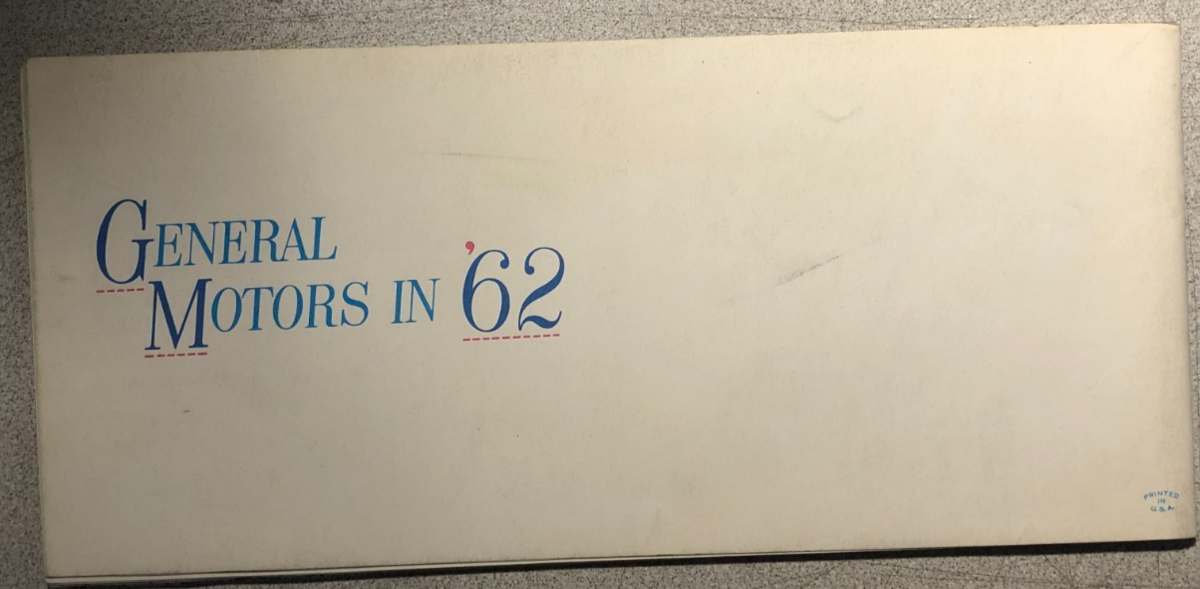 GENERAL
MOTORS IN '62
PRINTED
IN
U.S.A.